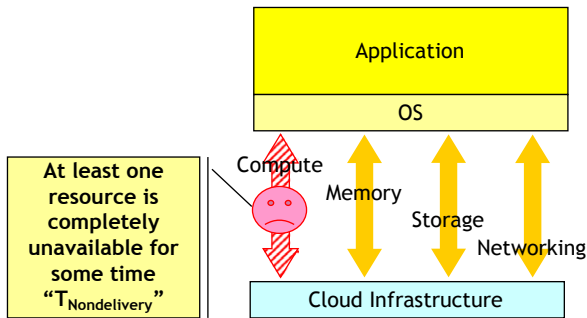 Application
OS
Compute
Memory
Storage
Networking
At least one
resource is
completely
unavailable for
some time
“TNondelivery”
Cloud Infrastructure